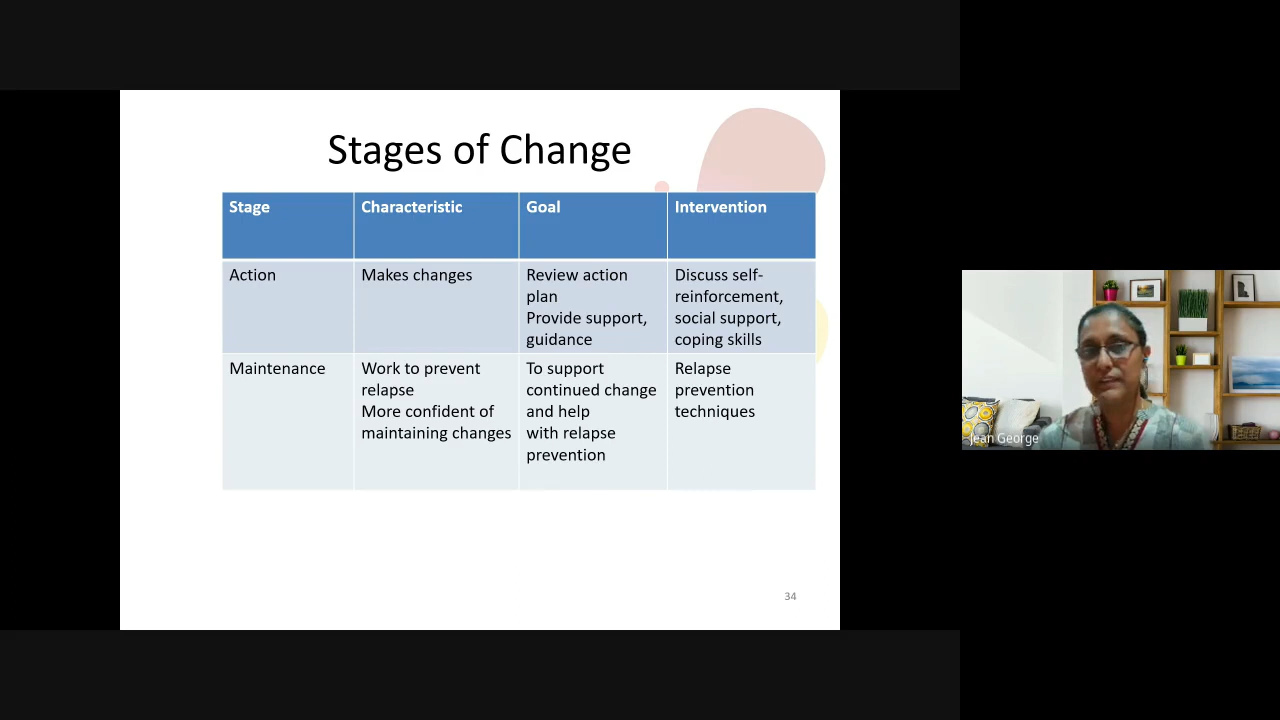 Stages of Change
Stage
Characteristic
Goal
Intervention
Action
Makes changes
Review action
plan
Provide support,
guidance
Discuss self-
reinforcement,
social support,
coping skills
Maintenance
Work to prevent
relapse
More confident of
maintaining changes
To support
continued change
and help
with relapse
prevention
Relapse
prevention
techniques
34
Jean George